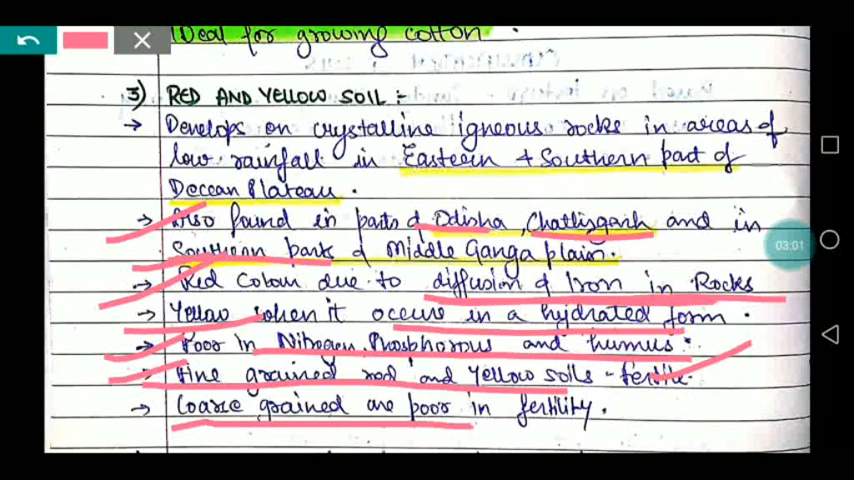 Ideal for growing cotton .
3) RED AND YELLOW SOIL :-
→ Develops on crystalline igneous rocks in areas of
low rainfall in Eastern + Southern part of
Deccan Plateau .
→ Also found in parts of Odisha, Chattisgarh and in
Southern parts of Middle Ganga plain.
→ Red Colour due to diffusion of Iron in Rocks
→ Yellow when it occurs in a hydrated form .
→ Poor in Nitrogen, Phosphorous and humus .
→ Fine grained red and Yellow soils - fertile.
→ Coarse grained are poor in fertility.
03:01